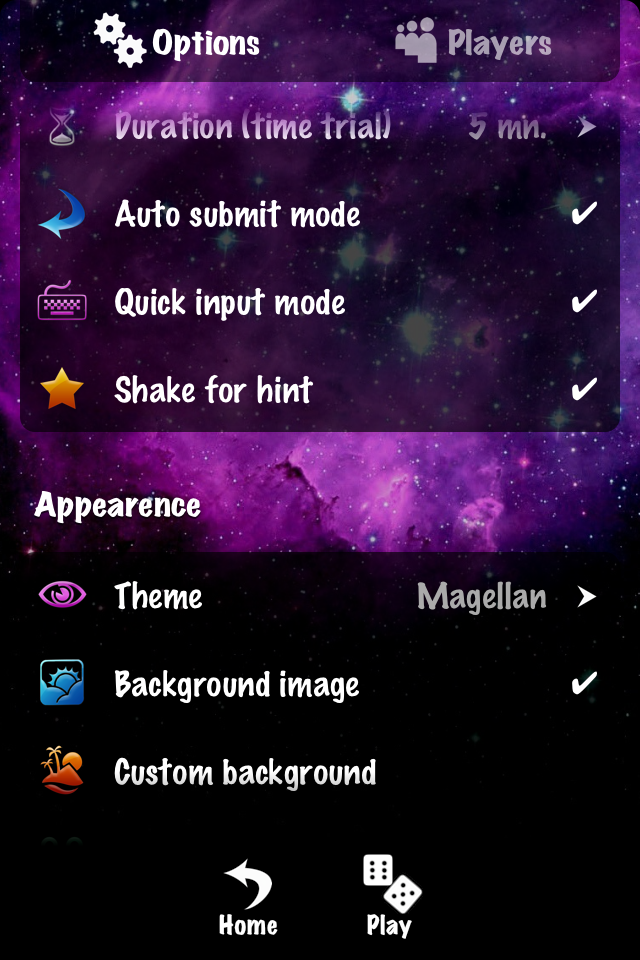 Options
Players
Duration (time trial) 5 mn.
Auto submit mode
Quick input mode
Shake for hint
Appearence
Theme Magellan
Background image
Custom background
Home
Play